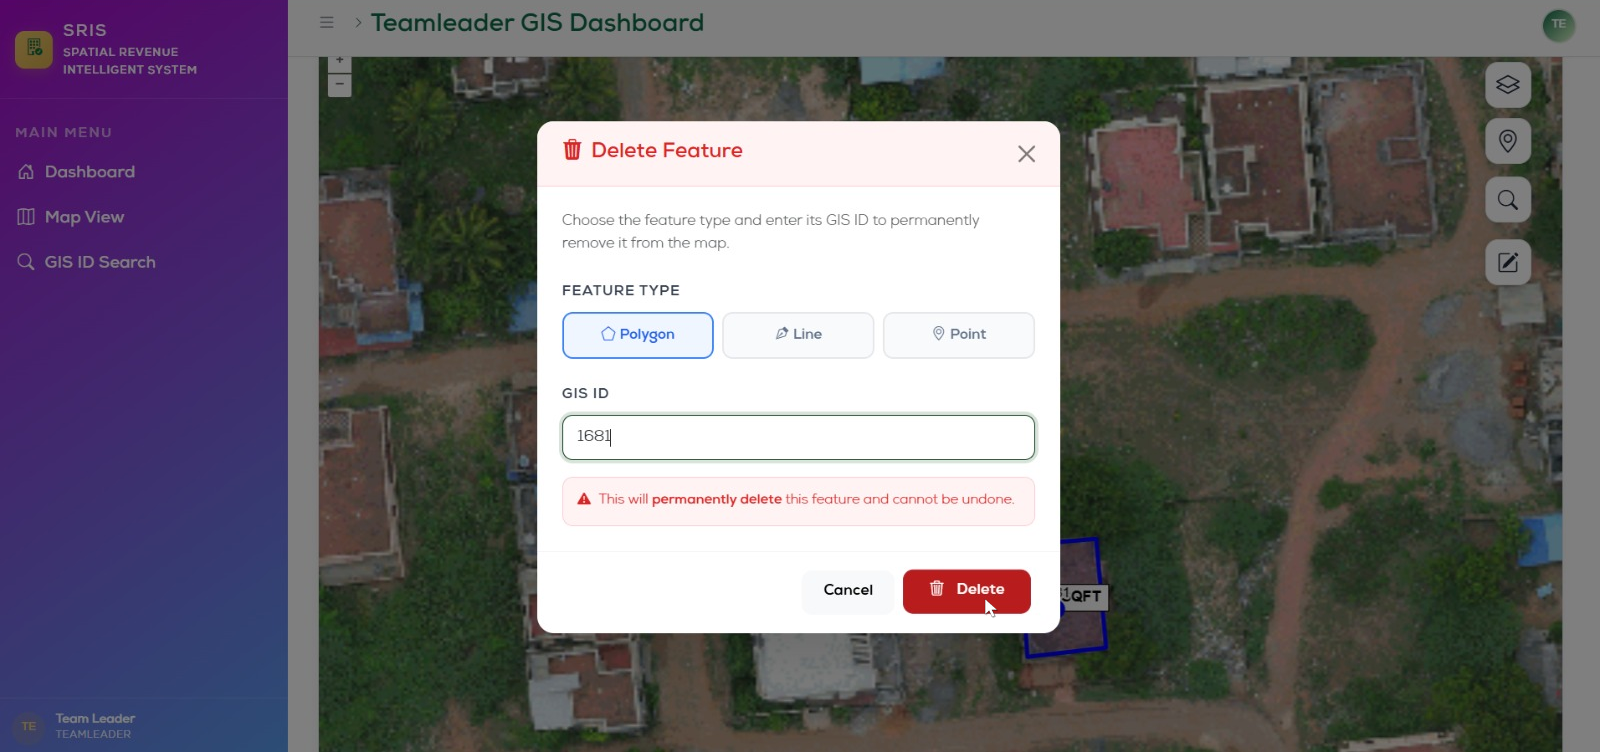 SRIS
SPATIAL REVENUE
INTELLIGENT SYSTEM
MAIN MENU
Dashboard
Map View
GIS ID Search
Team Leader
TEAMLEADER
TE
Teamleader GIS Dashboard
TE
+
−
Delete Feature
Choose the feature type and enter its GIS ID to permanently
remove it from the map.
FEATURE TYPE
Polygon
Line
Point
GIS ID
1681
This will permanently delete this feature and cannot be undone.
Cancel
Delete